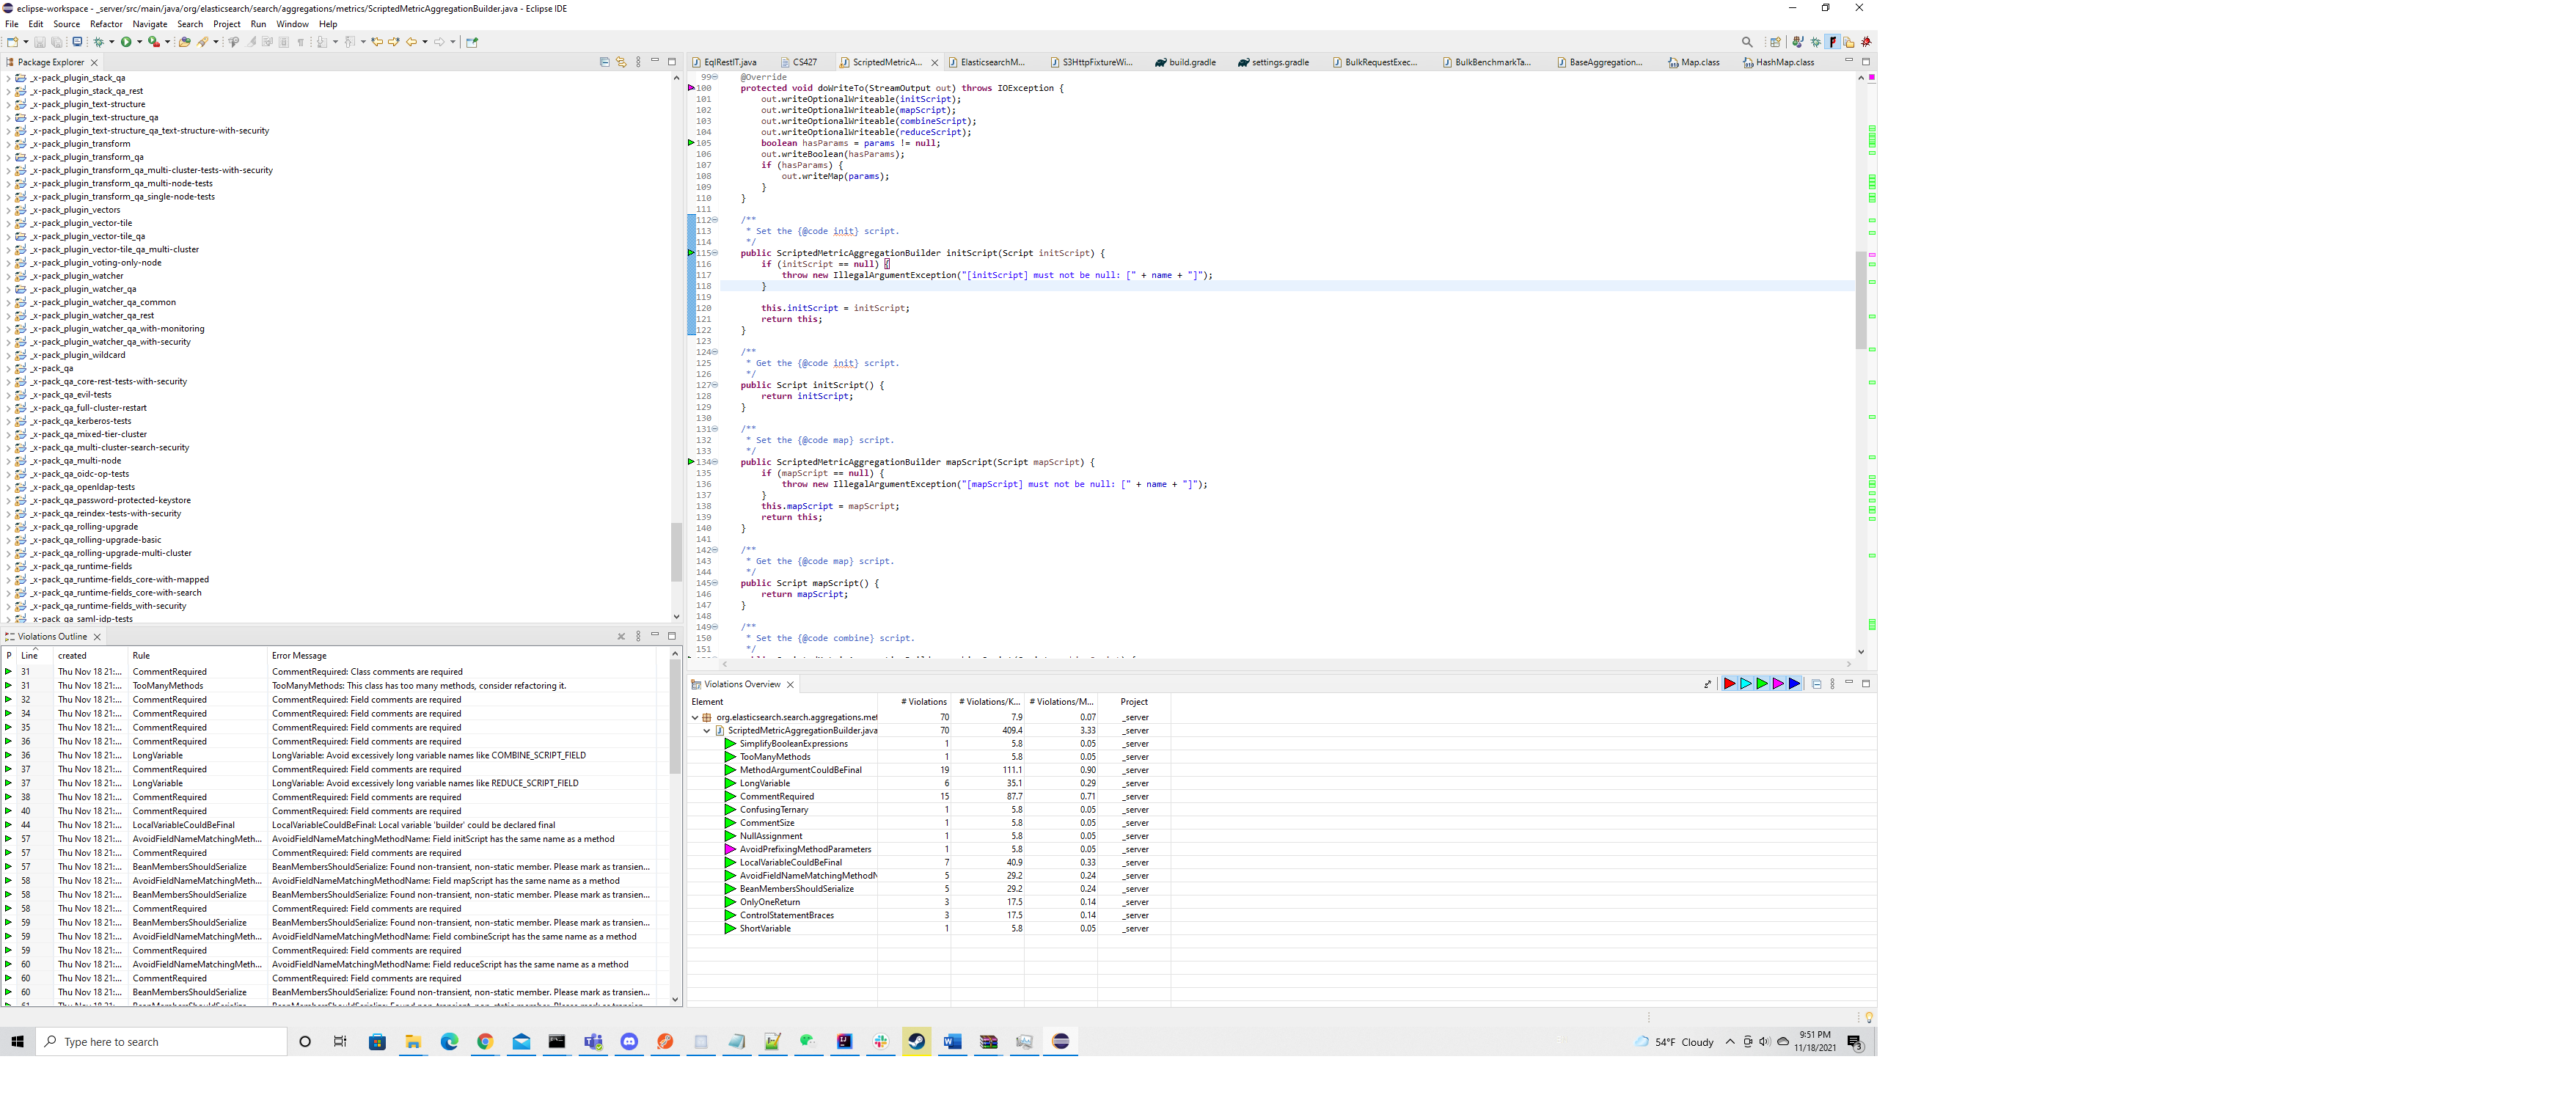 eclipse-workspace - _server/src/main/java/org/elasticsearch/search/aggregations/metrics/ScriptedMetricAggregationBuilder.java - Eclipse IDE
File Edit Source Refactor Navigate Search Project Run Window Help
Package Explorer
_x-pack_plugin_stack_qa
_x-pack_plugin_stack_qa_rest
_x-pack_plugin_text-structure
_x-pack_plugin_text-structure_qa
_x-pack_plugin_text-structure_qa_text-structure-with-security
_x-pack_plugin_transform
_x-pack_plugin_transform_qa
_x-pack_plugin_transform_qa_multi-cluster-tests-with-security
_x-pack_plugin_transform_qa_multi-node-tests
_x-pack_plugin_transform_qa_single-node-tests
_x-pack_plugin_vectors
_x-pack_plugin_vector-tile
_x-pack_plugin_vector-tile_qa
_x-pack_plugin_vector-tile_qa_multi-cluster
_x-pack_plugin_voting-only-node
_x-pack_plugin_watcher
_x-pack_plugin_watcher_qa
_x-pack_plugin_watcher_qa_common
_x-pack_plugin_watcher_qa_rest
_x-pack_plugin_watcher_qa_with-monitoring
_x-pack_plugin_watcher_qa_with-security
_x-pack_plugin_wildcard
_x-pack_qa
_x-pack_qa_core-rest-tests-with-security
_x-pack_qa_evil-tests
_x-pack_qa_full-cluster-restart
_x-pack_qa_kerberos-tests
_x-pack_qa_mixed-tier-cluster
_x-pack_qa_multi-cluster-search-security
_x-pack_qa_multi-node
_x-pack_qa_oidc-op-tests
_x-pack_qa_openldap-tests
_x-pack_qa_password-protected-keystore
_x-pack_qa_reindex-tests-with-security
_x-pack_qa_rolling-upgrade
_x-pack_qa_rolling-upgrade-basic
_x-pack_qa_rolling-upgrade-multi-cluster
_x-pack_qa_runtime-fields
_x-pack_qa_runtime-fields_core-with-mapped
_x-pack_qa_runtime-fields_core-with-search
_x-pack_qa_runtime-fields_with-security
_x-pack_qa_saml-idp-tests
EqlRestIT.java CS427 ScriptedMetricA... ElasticsearchM... S3HttpFixtureWi... build.gradle settings.gradle BulkRequestExec... BulkBenchmarkTa... BaseAggregation... Map.class HashMap.class
99 @Override
100 protected void doWriteTo(StreamOutput out) throws IOException {
101 out.writeOptionalWriteable(initScript);
102 out.writeOptionalWriteable(mapScript);
103 out.writeOptionalWriteable(combineScript);
104 out.writeOptionalWriteable(reduceScript);
105 boolean hasParams = params != null;
106 out.writeBoolean(hasParams);
107 if (hasParams) {
108 out.writeMap(params);
109 }
110 }
111
112 /**
113 * Set the {@code init} script.
114 */
115 public ScriptedMetricAggregationBuilder initScript(Script initScript) {
116 if (initScript == null) {
117 throw new IllegalArgumentException("[initScript] must not be null: [" + name + "]");
118 }
119
120 this.initScript = initScript;
121 return this;
122 }
123
124 /**
125 * Get the {@code init} script.
126 */
127 public Script initScript() {
128 return initScript;
129 }
130
131 /**
132 * Set the {@code map} script.
133 */
134 public ScriptedMetricAggregationBuilder mapScript(Script mapScript) {
135 if (mapScript == null) {
136 throw new IllegalArgumentException("[mapScript] must not be null: [" + name + "]");
137 }
138 this.mapScript = mapScript;
139 return this;
140 }
141
142 /**
143 * Get the {@code map} script.
144 */
145 public Script mapScript() {
146 return mapScript;
147 }
148
149 /**
150 * Set the {@code combine} script.
151 */
Violations Outline
P Line created Rule Error Message
31 Thu Nov 18 21:... CommentRequired CommentRequired: Class comments are required
31 Thu Nov 18 21:... TooManyMethods TooManyMethods: This class has too many methods, consider refactoring it.
32 Thu Nov 18 21:... CommentRequired CommentRequired: Field comments are required
34 Thu Nov 18 21:... CommentRequired CommentRequired: Field comments are required
35 Thu Nov 18 21:... CommentRequired CommentRequired: Field comments are required
36 Thu Nov 18 21:... CommentRequired CommentRequired: Field comments are required
36 Thu Nov 18 21:... LongVariable LongVariable: Avoid excessively long variable names like COMBINE_SCRIPT_FIELD
37 Thu Nov 18 21:... CommentRequired CommentRequired: Field comments are required
37 Thu Nov 18 21:... LongVariable LongVariable: Avoid excessively long variable names like REDUCE_SCRIPT_FIELD
38 Thu Nov 18 21:... CommentRequired CommentRequired: Field comments are required
40 Thu Nov 18 21:... CommentRequired CommentRequired: Field comments are required
44 Thu Nov 18 21:... LocalVariableCouldBeFinal LocalVariableCouldBeFinal: Local variable 'builder' could be declared final
57 Thu Nov 18 21:... AvoidFieldNameMatchingMeth... AvoidFieldNameMatchingMethodName: Field initScript has the same name as a method
57 Thu Nov 18 21:... CommentRequired CommentRequired: Field comments are required
57 Thu Nov 18 21:... BeanMembersShouldSerialize BeanMembersShouldSerialize: Found non-transient, non-static member. Please mark as transien...
58 Thu Nov 18 21:... AvoidFieldNameMatchingMeth... AvoidFieldNameMatchingMethodName: Field mapScript has the same name as a method
58 Thu Nov 18 21:... BeanMembersShouldSerialize BeanMembersShouldSerialize: Found non-transient, non-static member. Please mark as transien...
58 Thu Nov 18 21:... CommentRequired CommentRequired: Field comments are required
59 Thu Nov 18 21:... BeanMembersShouldSerialize BeanMembersShouldSerialize: Found non-transient, non-static member. Please mark as transien...
59 Thu Nov 18 21:... AvoidFieldNameMatchingMeth... AvoidFieldNameMatchingMethodName: Field combineScript has the same name as a method
59 Thu Nov 18 21:... CommentRequired CommentRequired: Field comments are required
60 Thu Nov 18 21:... AvoidFieldNameMatchingMeth... AvoidFieldNameMatchingMethodName: Field reduceScript has the same name as a method
60 Thu Nov 18 21:... CommentRequired CommentRequired: Field comments are required
60 Thu Nov 18 21:... BeanMembersShouldSerialize BeanMembersShouldSerialize: Found non-transient, non-static member. Please mark as transien...
Violations Overview
Element # Violations # Violations/K... # Violations/M... Project
org.elasticsearch.search.aggregations.met 70 7.9 0.07 _server
ScriptedMetricAggregationBuilder.java 70 409.4 3.33 _server
SimplifyBooleanExpressions 1 5.8 0.05 _server
TooManyMethods 1 5.8 0.05 _server
MethodArgumentCouldBeFinal 19 111.1 0.90 _server
LongVariable 6 35.1 0.29 _server
CommentRequired 15 87.7 0.71 _server
ConfusingTernary 1 5.8 0.05 _server
CommentSize 1 5.8 0.05 _server
NullAssignment 1 5.8 0.05 _server
AvoidPrefixingMethodParameters 1 5.8 0.05 _server
LocalVariableCouldBeFinal 7 40.9 0.33 _server
AvoidFieldNameMatchingMethodN 5 29.2 0.24 _server
BeanMembersShouldSerialize 5 29.2 0.24 _server
OnlyOneReturn 3 17.5 0.14 _server
ControlStatementBraces 3 17.5 0.14 _server
ShortVariable 1 5.8 0.05 _server
Type here to search
54°F Cloudy
9:51 PM
11/18/2021
3